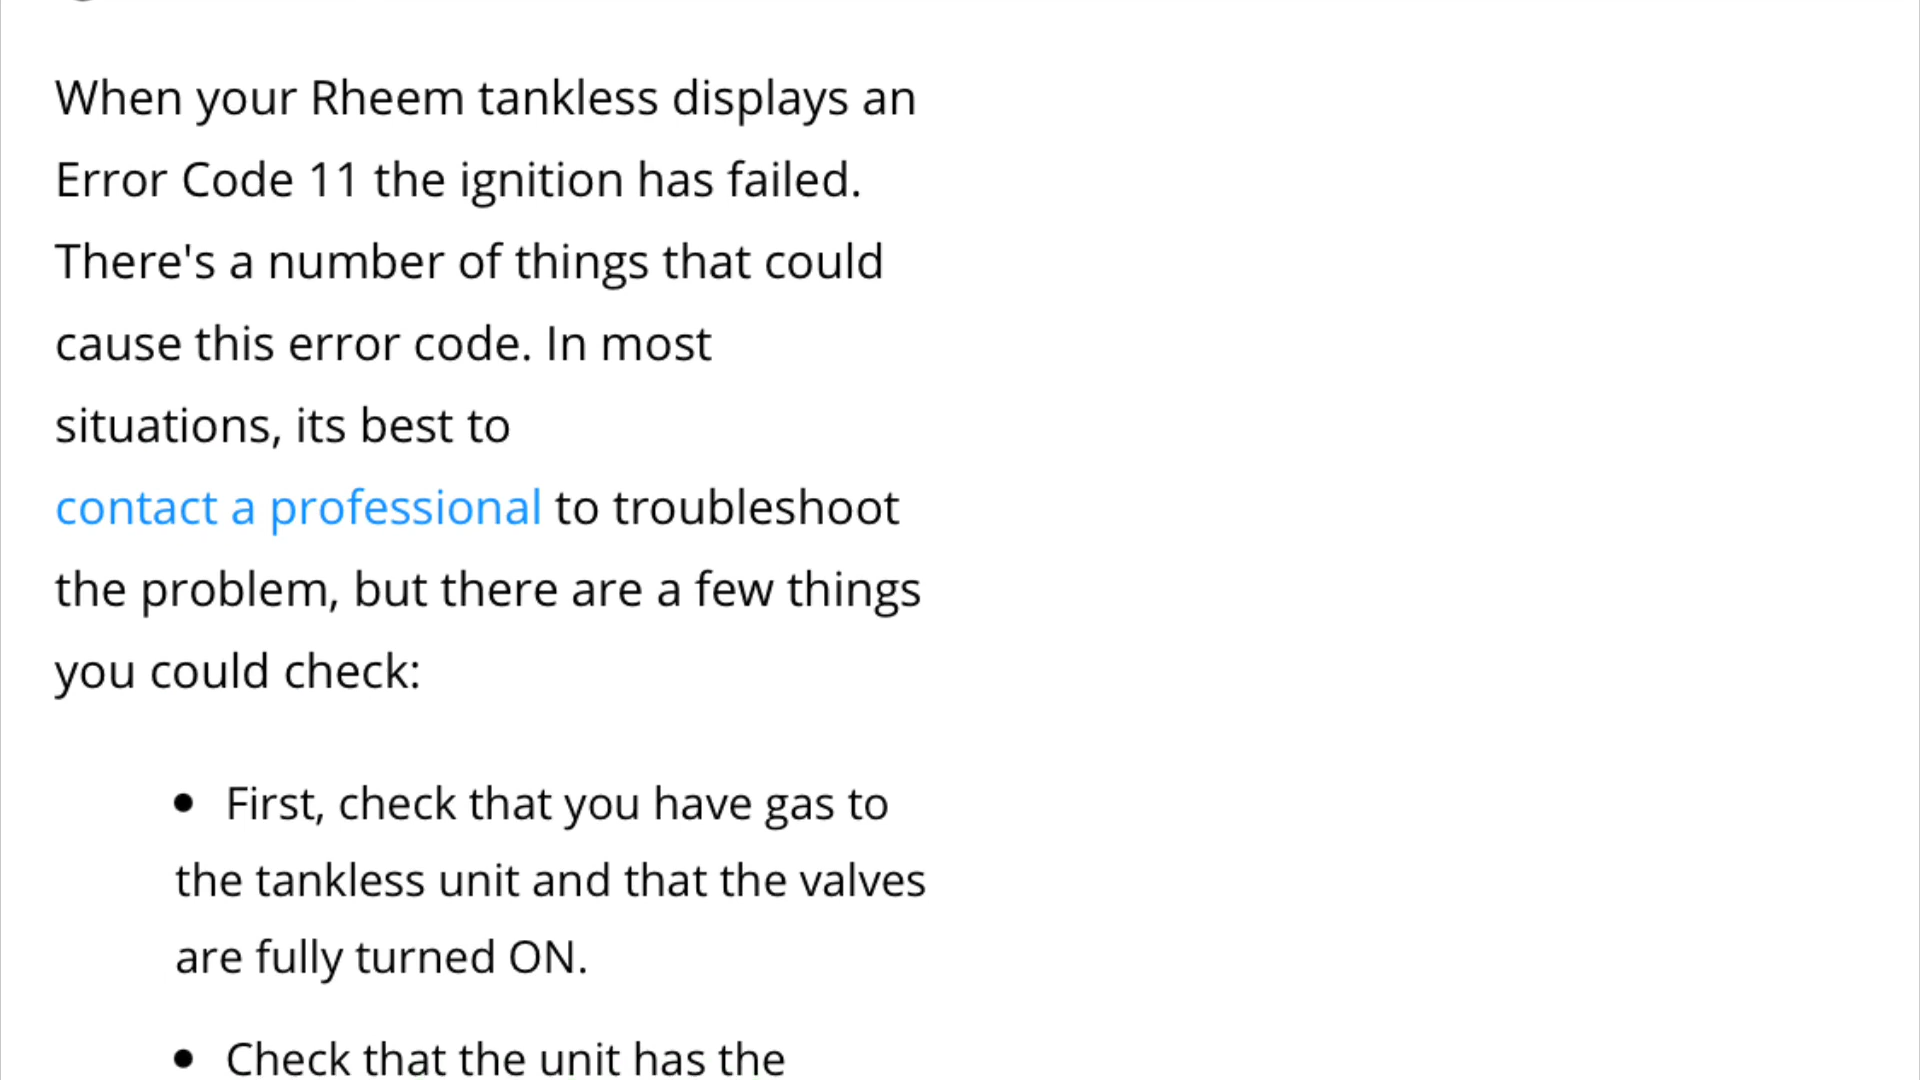 When your Rheem tankless displays an
Error Code 11 the ignition has failed.
There's a number of things that could
cause this error code. In most
situations, its best to
contact a professional to troubleshoot
the problem, but there are a few things
you could check:
• First, check that you have gas to
the tankless unit and that the valves
are fully turned ON.
• Check that the unit has the